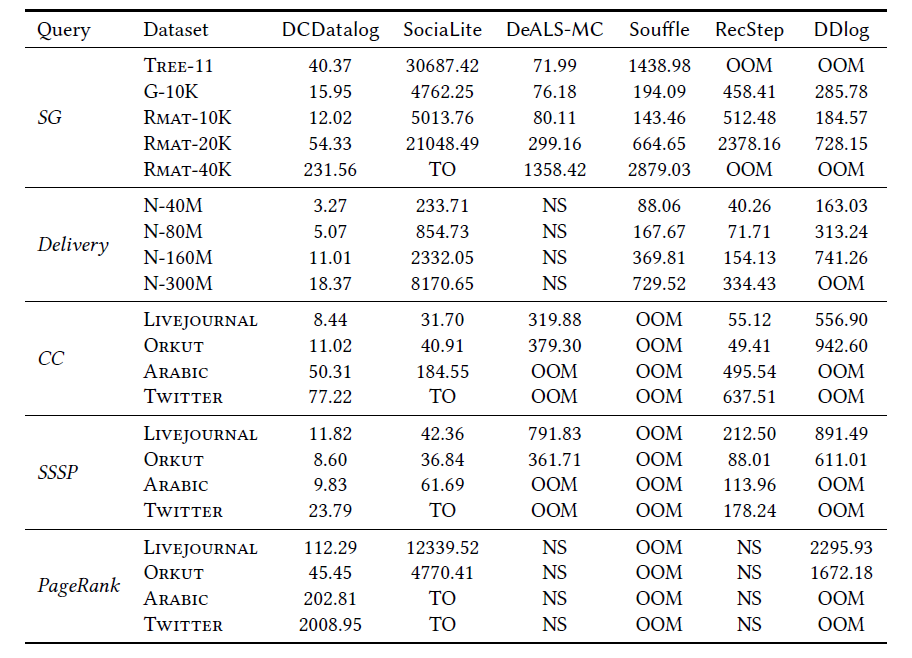 Query Dataset DCDatalog SociaLite DeALS-MC Souffle RecStep DDlog
SG
TREE-11 40.37 30687.42 71.99 1438.98 OOM OOM
G-10K 15.95 4762.25 76.18 194.09 458.41 285.78
RMAT-10K 12.02 5013.76 80.11 143.46 512.48 184.57
RMAT-20K 54.33 21048.49 299.16 664.65 2378.16 728.15
RMAT-40K 231.56 TO 1358.42 2879.03 OOM OOM
Delivery
N-40M 3.27 233.71 NS 88.06 40.26 163.03
N-80M 5.07 854.73 NS 167.67 71.71 313.24
N-160M 11.01 2332.05 NS 369.81 154.13 741.26
N-300M 18.37 8170.65 NS 729.52 334.43 OOM
CC
LIVEJOURNAL 8.44 31.70 319.88 OOM 55.12 556.90
ORKUT 11.02 40.91 379.30 OOM 49.41 942.60
ARABIC 50.31 184.55 OOM OOM 495.54 OOM
TWITTER 77.22 TO OOM OOM 637.51 OOM
SSSP
LIVEJOURNAL 11.82 42.36 791.83 OOM 212.50 891.49
ORKUT 8.60 36.84 361.71 OOM 88.01 611.01
ARABIC 9.83 61.69 OOM OOM 113.96 OOM
TWITTER 23.79 TO OOM OOM 178.24 OOM
PageRank
LIVEJOURNAL 112.29 12339.52 NS OOM NS 2295.93
ORKUT 45.45 4770.41 NS OOM NS 1672.18
ARABIC 202.81 TO NS OOM NS OOM
TWITTER 2008.95 TO NS OOM NS OOM